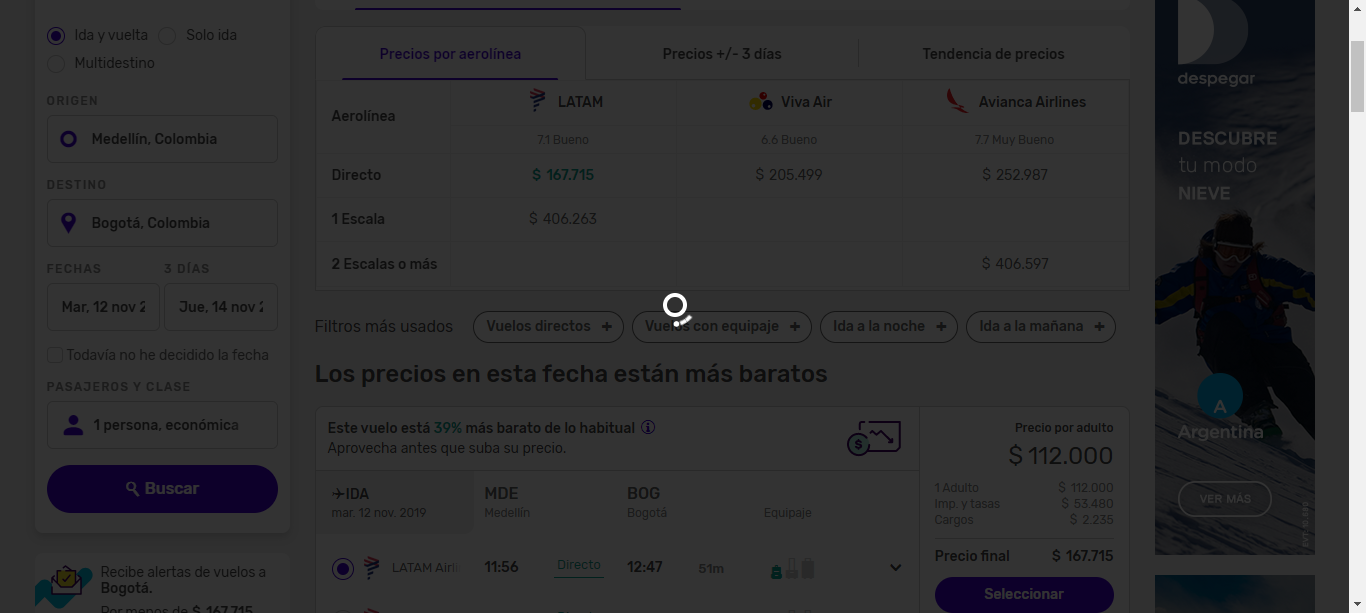 Ida y vuelta Solo ida
Multidestino
ORIGEN
Medellín, Colombia
DESTINO
Bogotá, Colombia
FECHAS 3 DÍAS
Mar, 12 nov 2 Jue, 14 nov 2
Todavía no he decidido la fecha
PASAJEROS Y CLASE
1 persona, económica
Buscar
Recibe alertas de vuelos a
Bogotá.
Por menos de $ 167.715
Precios por aerolínea Precios +/- 3 días Tendencia de precios
Aerolínea LATAM Viva Air Avianca Airlines
7.1 Bueno 6.6 Bueno 7.7 Muy Bueno
Directo $ 167.715 $ 205.499 $ 252.987
1 Escala $ 406.263
2 Escalas o más $ 406.597
Filtros más usados Vuelos directos + Vuelos con equipaje + Ida a la noche + Ida a la mañana +
Los precios en esta fecha están más baratos
Este vuelo está 39% más barato de lo habitual
Aprovecha antes que suba su precio.
IDA MDE BOG
mar. 12 nov. 2019 Medellín Bogotá Equipaje
LATAM Airli 11:56 Directo 12:47 51m
Precio por adulto
$ 112.000
1 Adulto $ 112.000
Imp. y tasas $ 53.480
Cargos $ 2.235
Precio final $ 167.715
Seleccionar
despegar
DESCUBRE
tu modo
NIEVE
A
Argentina
VER MÁS